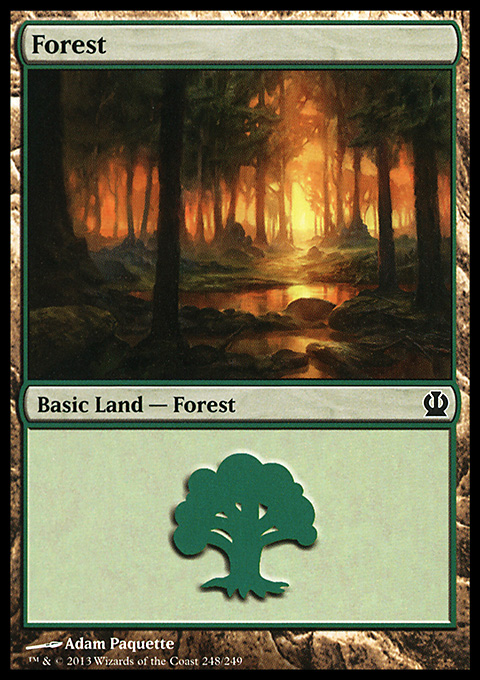 Forest
Basic Land — Forest
Adam Paquette
™ & © 2013 Wizards of the Coast 248/249